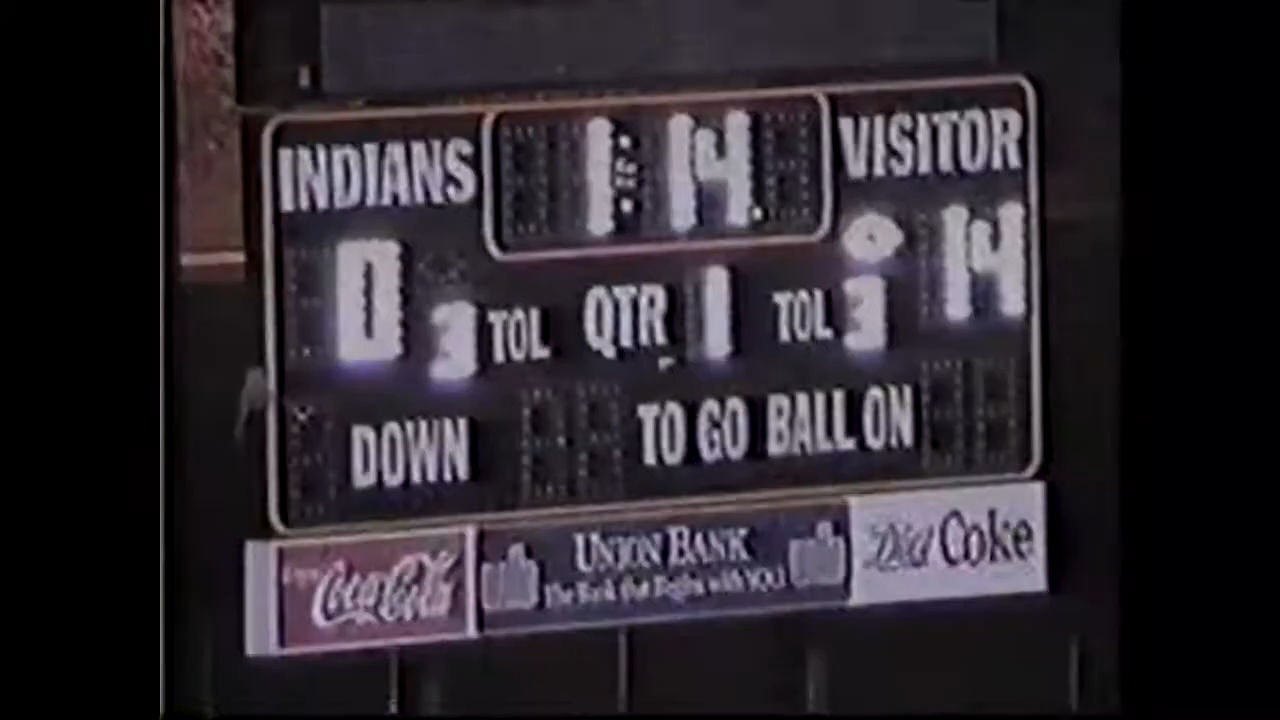 INDIANS 1:14 VISITOR
0 14
3 TOL QTR 1 TOL 3
DOWN TO GO BALL ON
Coca-Cola
UNION BANK
The Bank that Begins with YOU
Diet Coke